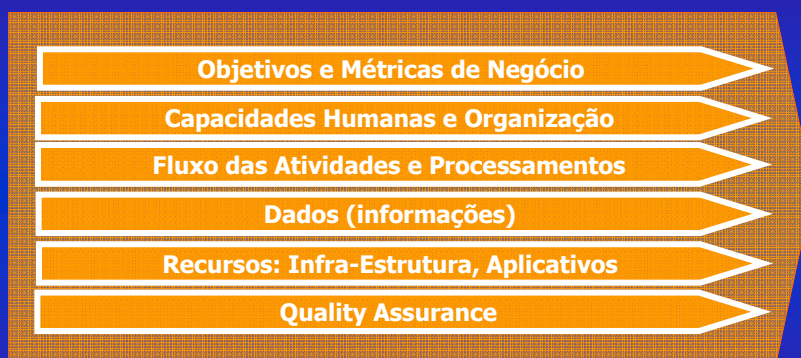 Objetivos e Métricas de Negócio
Capacidades Humanas e Organização
Fluxo das Atividades e Processamentos
Dados (informações)
Recursos: Infra-Estrutura, Aplicativos
Quality Assurance